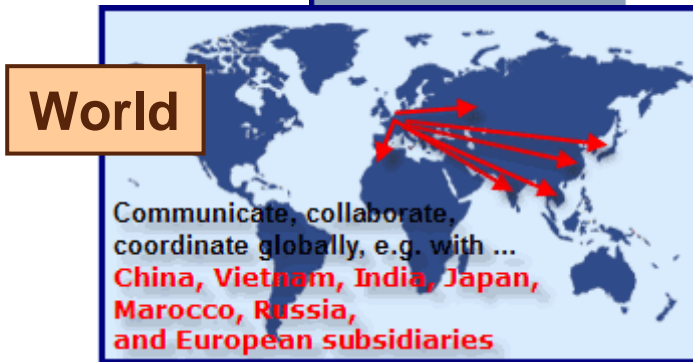 World
Communicate, collaborate,
coordinate globally, e.g. with ...
China, Vietnam, India, Japan,
Marocco, Russia,
and European subsidiaries